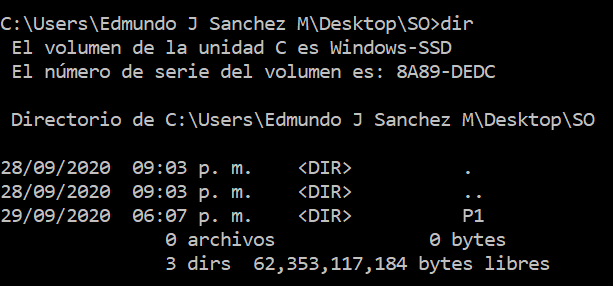 C:\Users\Edmundo J Sanchez M\Desktop\SO>dir
El volumen de la unidad C es Windows-SSD
El número de serie del volumen es: 8A89-DEDC
Directorio de C:\Users\Edmundo J Sanchez M\Desktop\SO
28/09/2020 09:03 p. m. <DIR> .
28/09/2020 09:03 p. m. <DIR> ..
29/09/2020 06:07 p. m. <DIR> P1
0 archivos 0 bytes
3 dirs 62,353,117,184 bytes libres